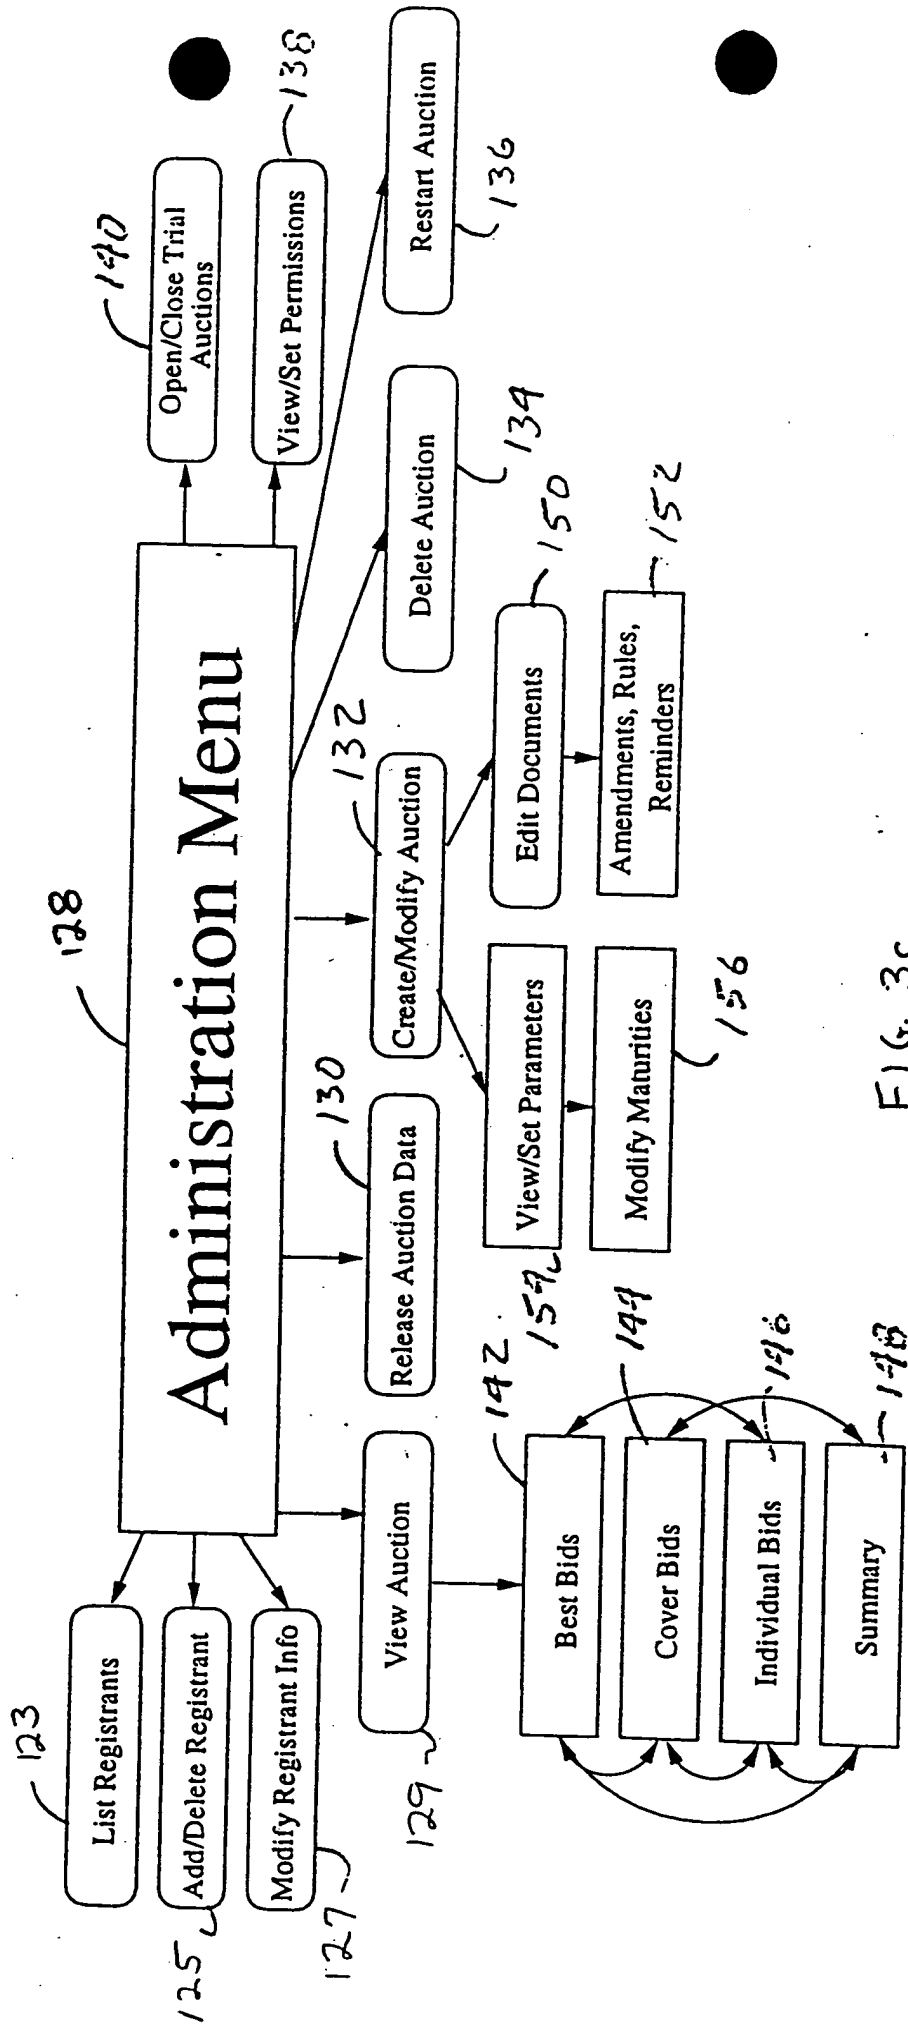 128
Administration Menu
123
List Registrants
125
Add/Delete Registrant
127
Modify Registrant Info
140
Open/Close Trial
Auctions
138
View/Set Permissions
129
View Auction
130
Release Auction Data
132
Create/Modify Auction
134
Delete Auction
136
Restart Auction
154
View/Set Parameters
150
Edit Documents
156
Modify Maturities
152
Amendments, Rules,
Reminders
142
Best Bids
144
Cover Bids
146
Individual Bids
148
Summary
FIG. 3c